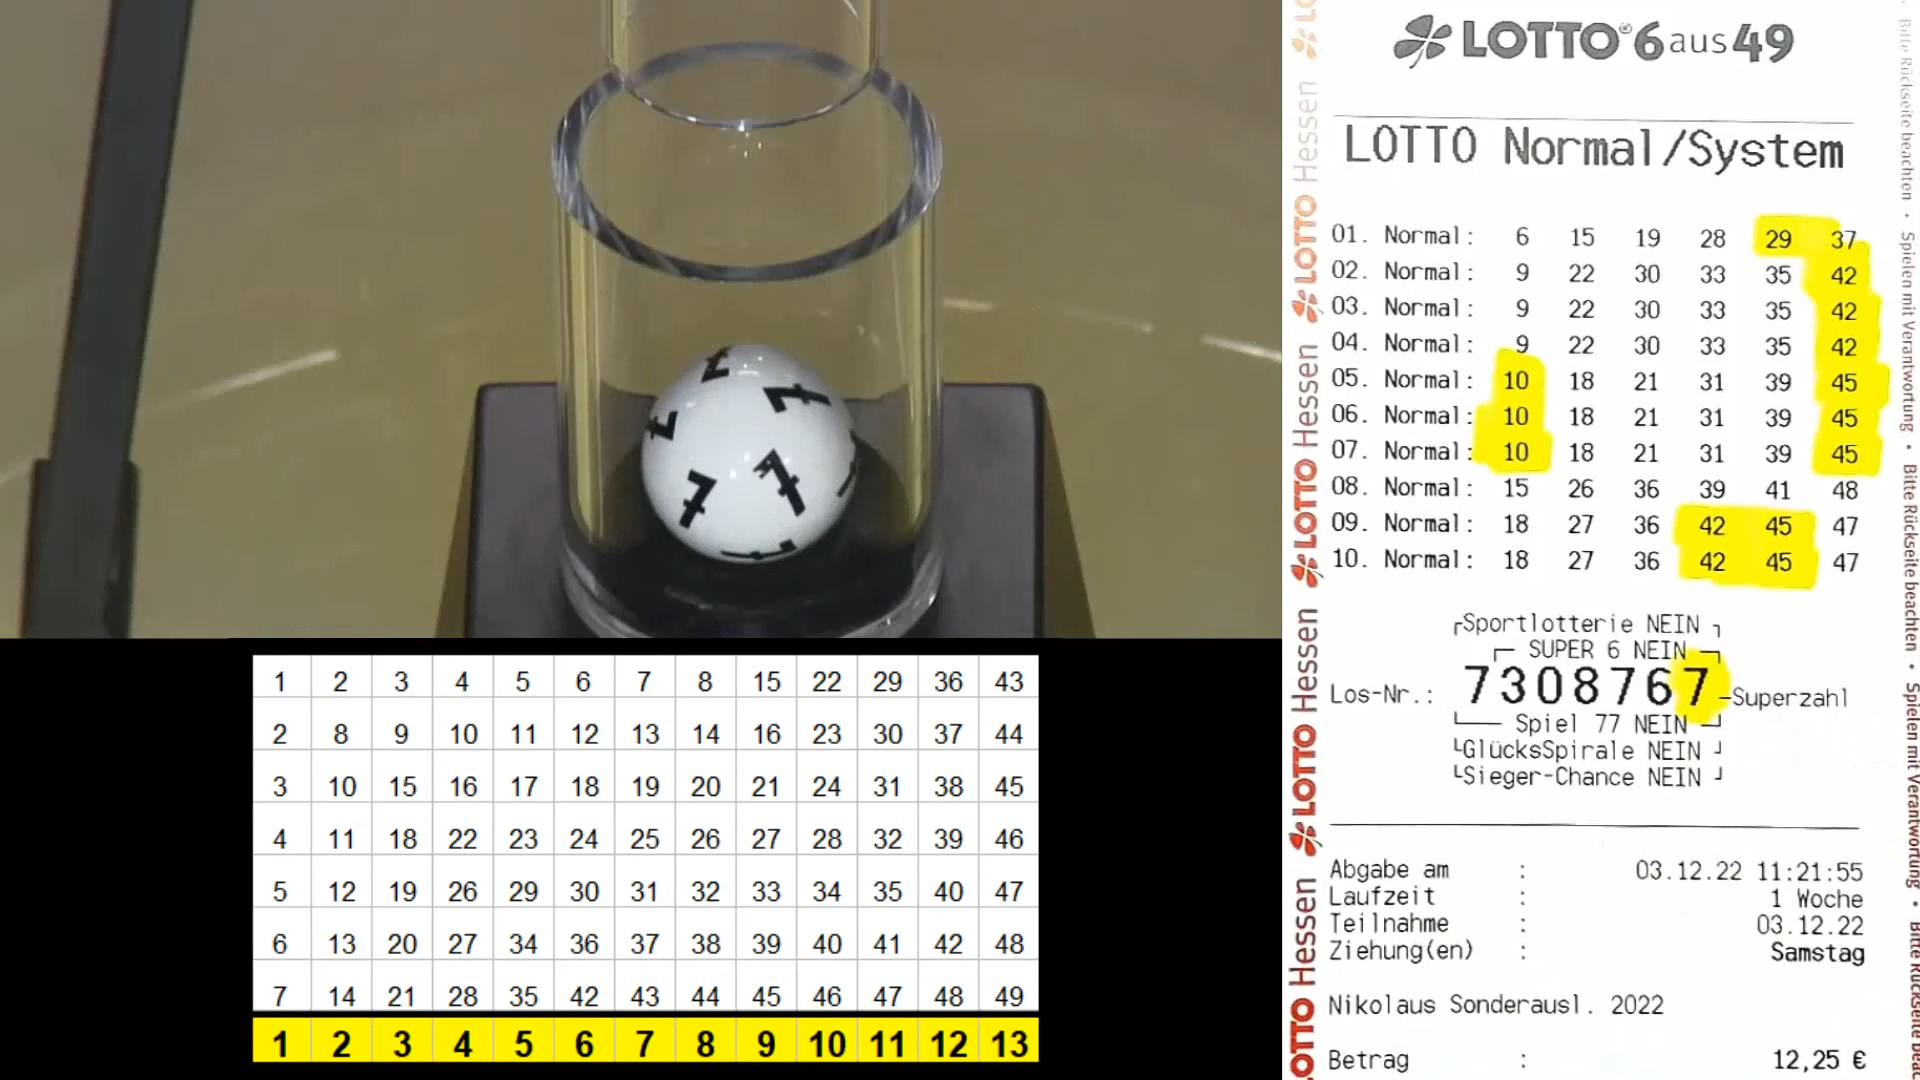 7 7 7 7 7
1 2 3 4 5 6 7 8 15 22 29 36 43
2 8 9 10 11 12 13 14 16 23 30 37 44
3 10 15 16 17 18 19 20 21 24 31 38 45
4 11 18 22 23 24 25 26 27 28 32 39 46
5 12 19 26 29 30 31 32 33 34 35 40 47
6 13 20 27 34 36 37 38 39 40 41 42 48
7 14 21 28 35 42 43 44 45 46 47 48 49
1 2 3 4 5 6 7 8 9 10 11 12 13
LOTTO® 6aus49
LOTTO Normal/System
01. Normal: 6 15 19 28 29 37
02. Normal: 9 22 30 33 35 42
03. Normal: 9 22 30 33 35 42
04. Normal: 9 22 30 33 35 42
05. Normal: 10 18 21 31 39 45
06. Normal: 10 18 21 31 39 45
07. Normal: 10 18 21 31 39 45
08. Normal: 15 26 36 39 41 48
09. Normal: 18 27 36 42 45 47
10. Normal: 18 27 36 42 45 47
Sportlotterie NEIN
SUPER 6 NEIN
Los-Nr.: 7308767 Superzahl
Spiel 77 NEIN
GlücksSpirale NEIN
Sieger-Chance NEIN
Abgabe am : 03.12.22 11:21:55
Laufzeit : 1 Woche
Teilnahme : 03.12.22
Ziehung(en) : Samstag
Nikolaus Sonderausl. 2022
Betrag : 12,25 €
LOTTO Hessen LOTTO Hessen LOTTO Hessen LOTTO Hessen
Bitte Rückseite beachten • Spielen mit Verantwortung • Bitte Rückseite beachten • Spielen mit Verantwortung • Bitte Rückseite